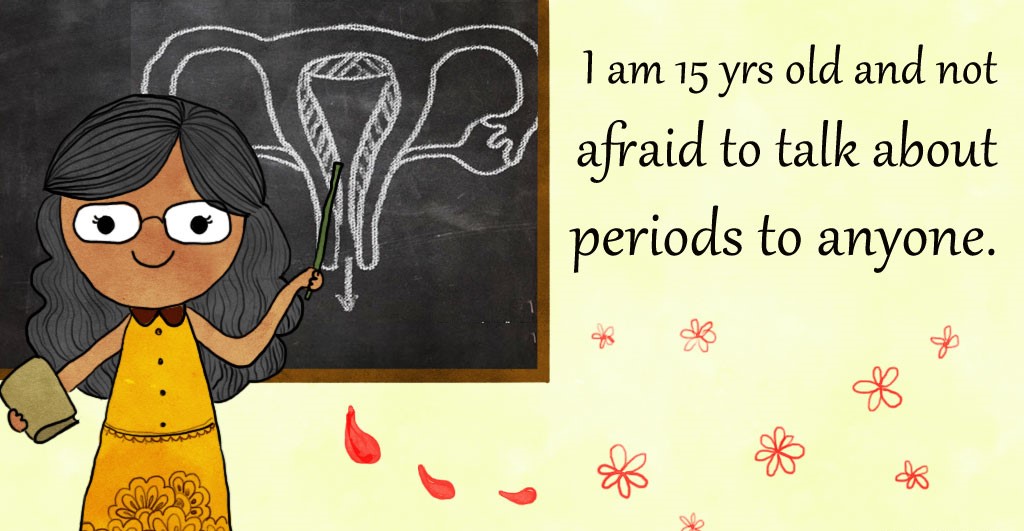 I am 15 yrs old and not
afraid to talk about
periods to anyone.